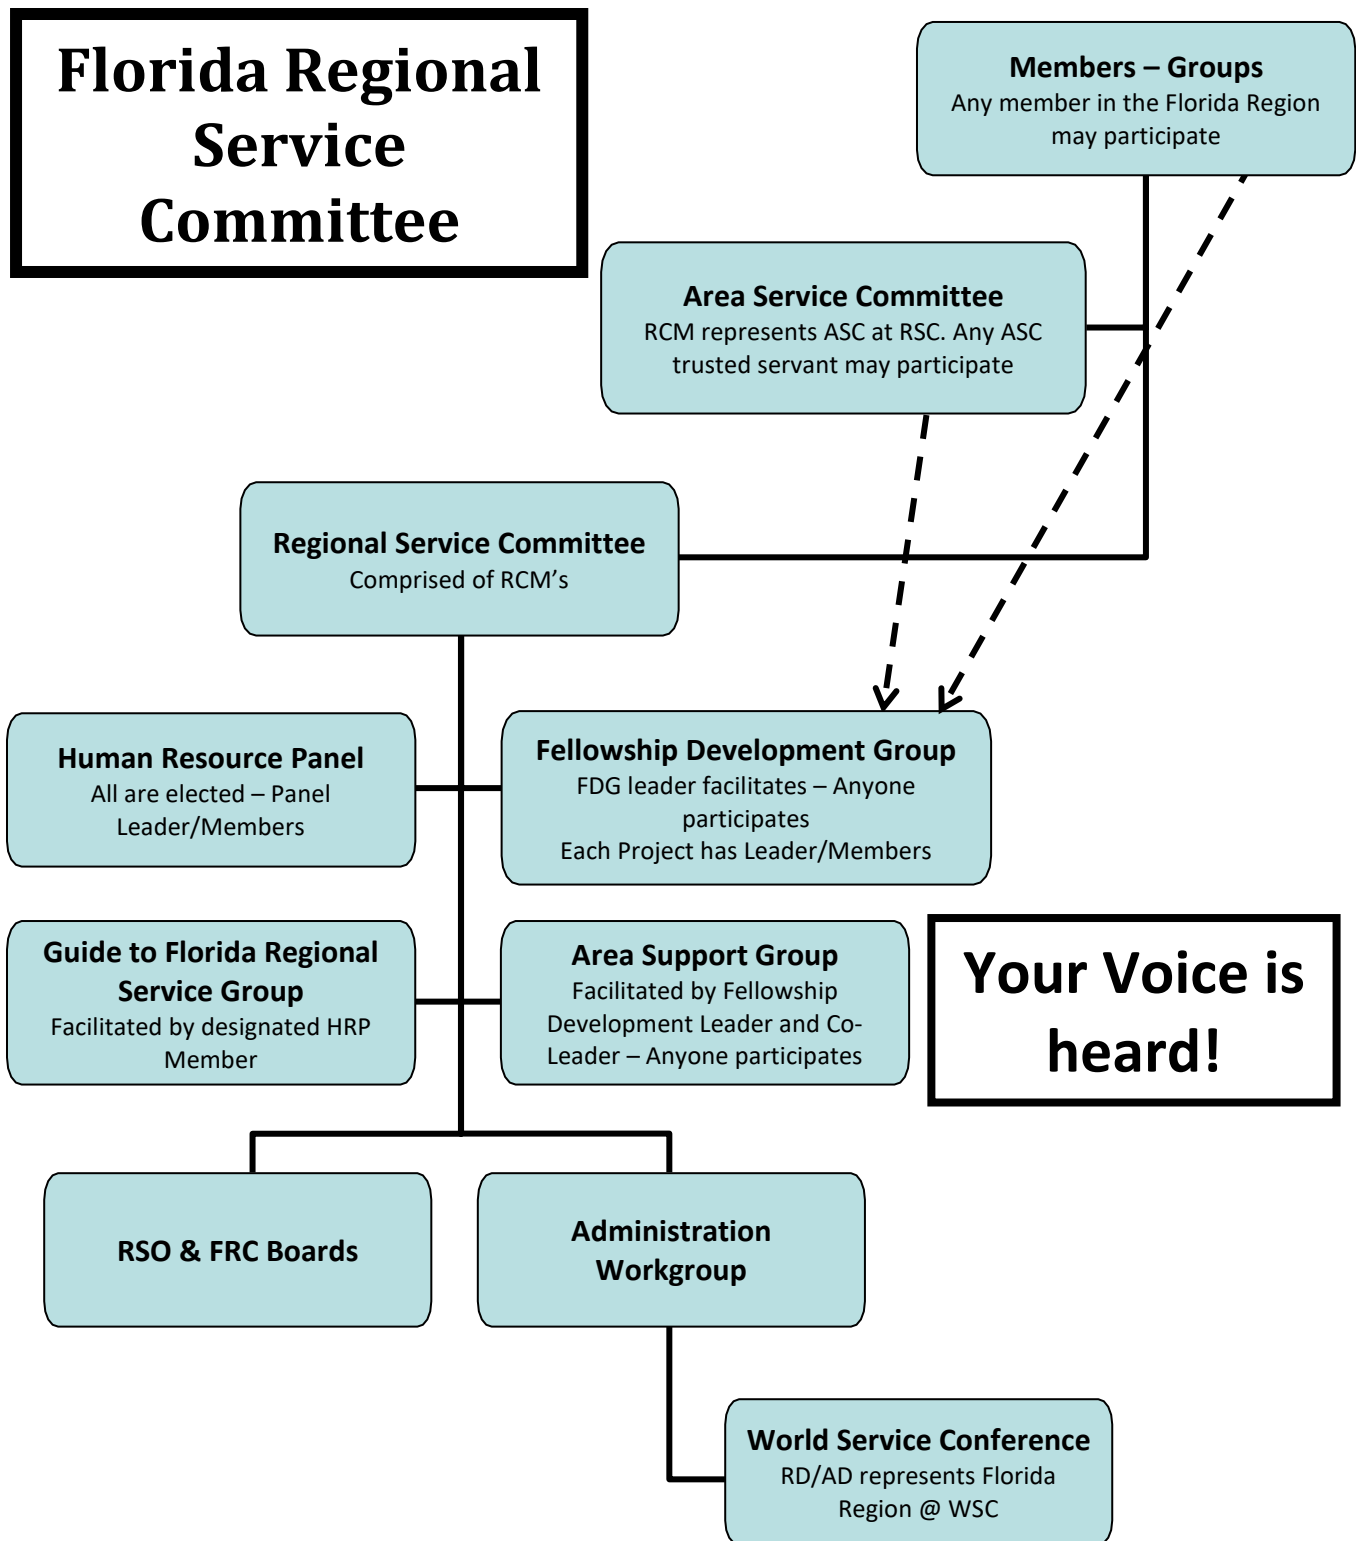 Florida Regional
Service
Committee
Members – Groups
Any member in the Florida Region
may participate
Area Service Committee
RCM represents ASC at RSC. Any ASC
trusted servant may participate
Regional Service Committee
Comprised of RCM’s
Human Resource Panel
All are elected – Panel
Leader/Members
Fellowship Development Group
FDG leader facilitates – Anyone
participates
Each Project has Leader/Members
Guide to Florida Regional
Service Group
Facilitated by designated HRP
Member
Area Support Group
Facilitated by Fellowship
Development Leader and Co-
Leader – Anyone participates
Your Voice is
heard!
RSO & FRC Boards
Administration
Workgroup
World Service Conference
RD/AD represents Florida
Region @ WSC